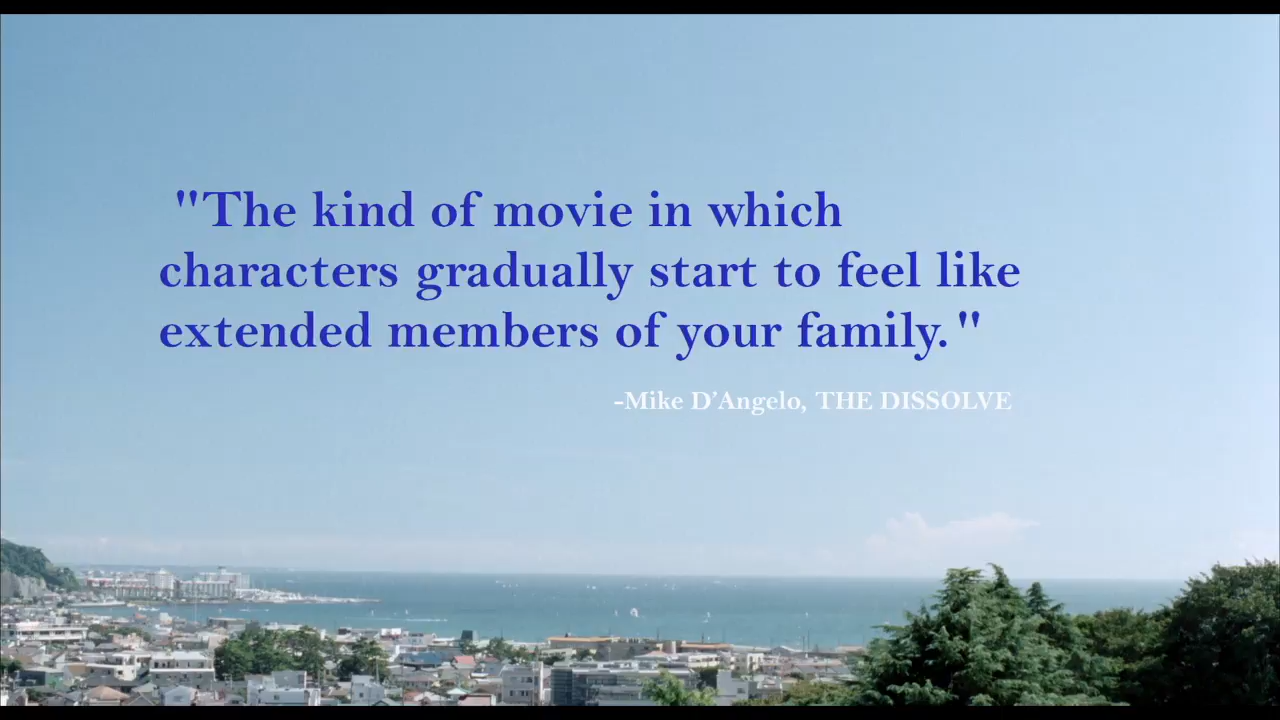 "The kind of movie in which
characters gradually start to feel like
extended members of your family."
-Mike D'Angelo, THE DISSOLVE